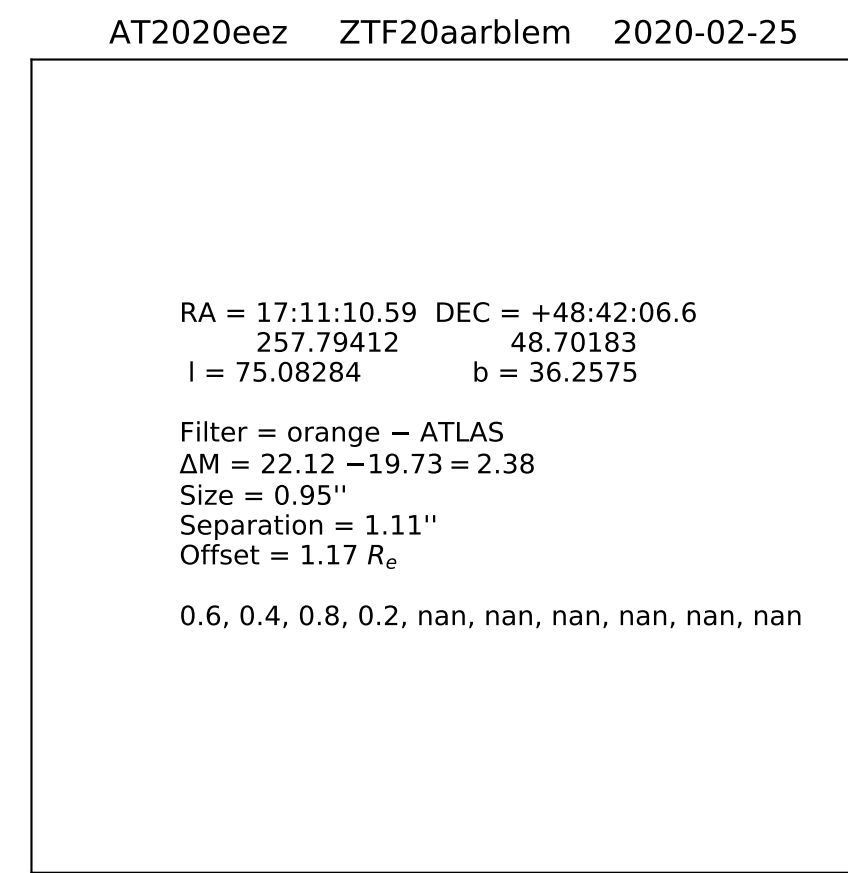 AT2020eez ZTF20aarblem 2020-02-25
RA = 17:11:10.59 DEC = +48:42:06.6
257.79412 48.70183
l = 75.08284 b = 36.2575
Filter = orange − ATLAS
ΔM = 22.12 −19.73 = 2.38
Size = 0.95''
Separation = 1.11''
Offset = 1.17 Re
0.6, 0.4, 0.8, 0.2, nan, nan, nan, nan, nan, nan